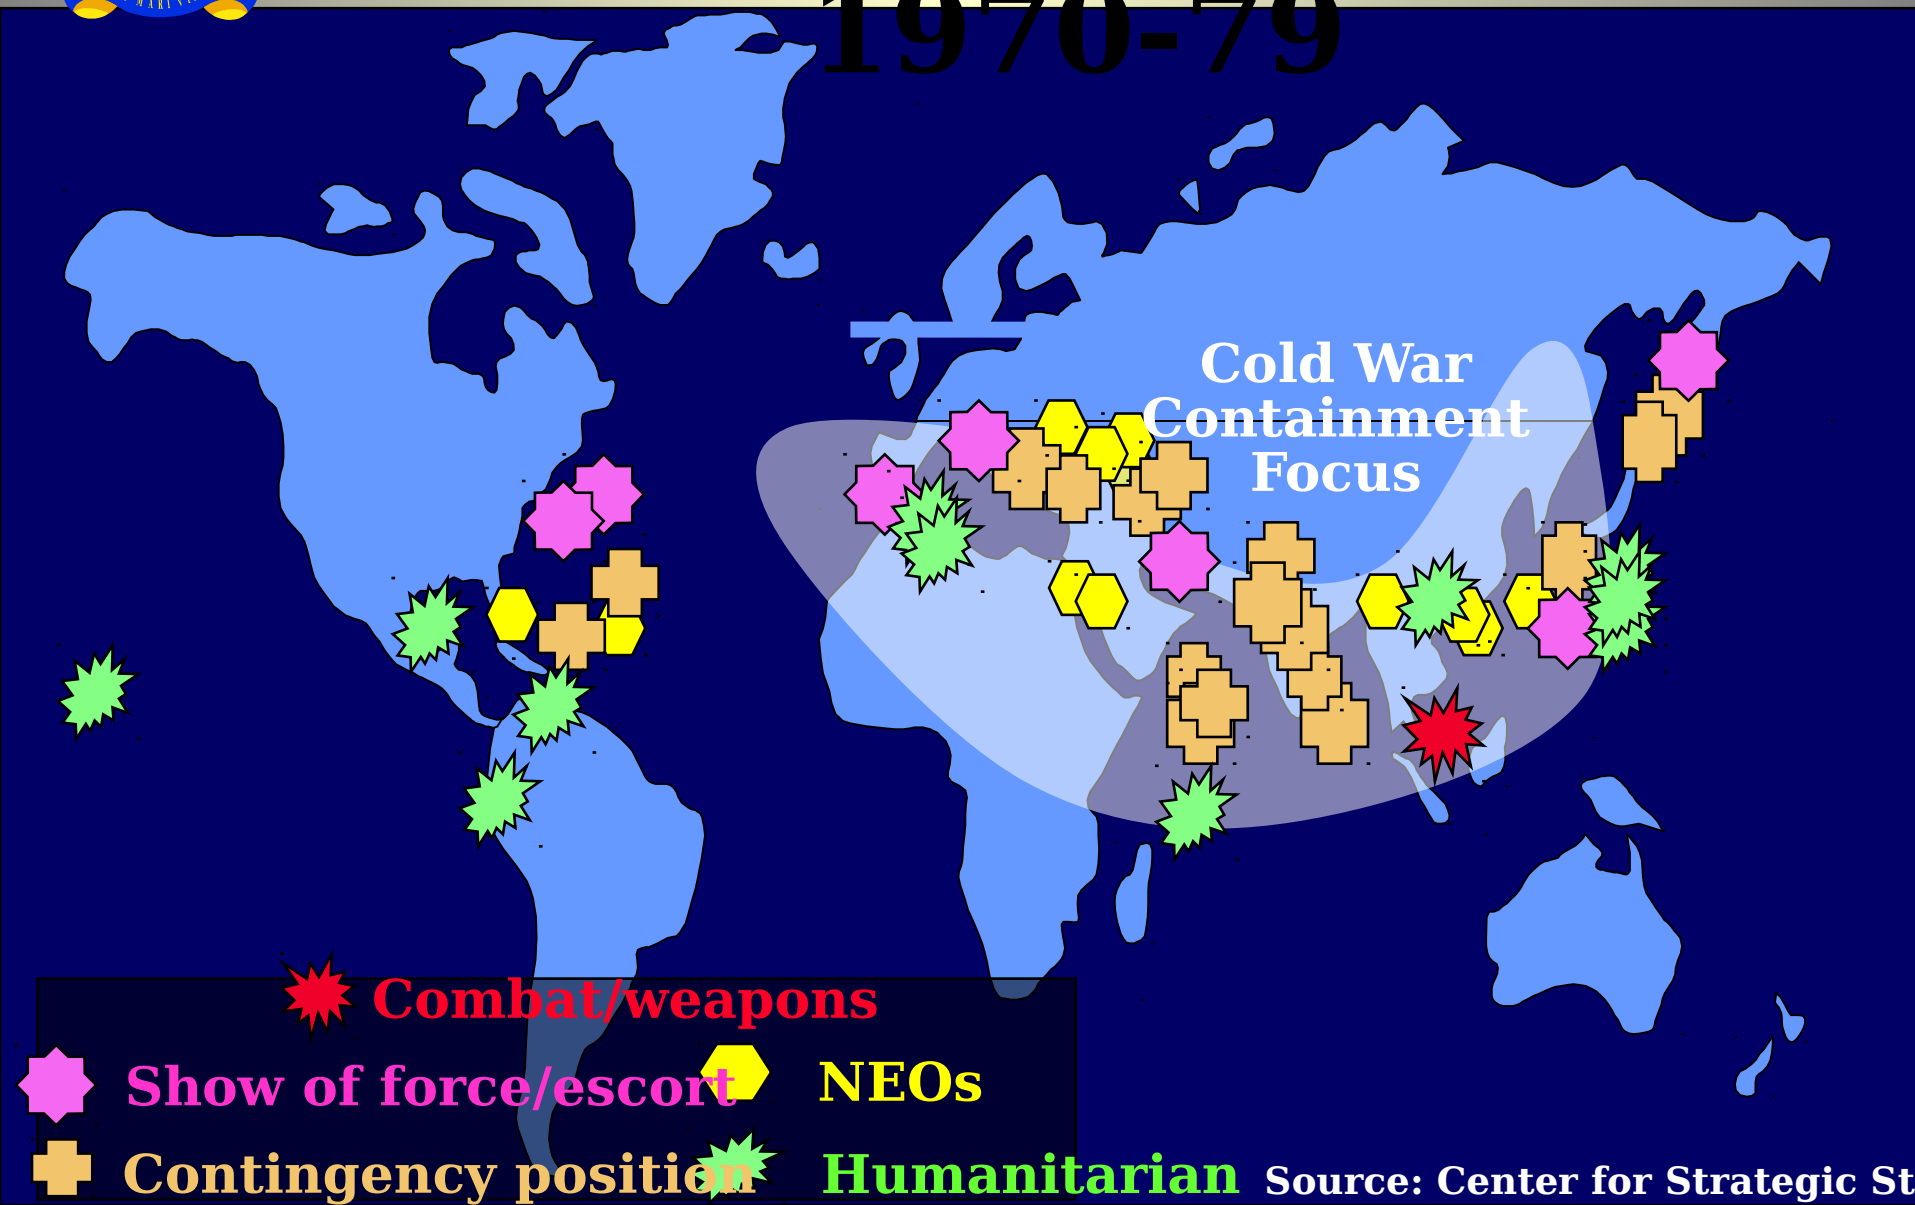 1970-79
Cold War
Containment
Focus
Combat/weapons
Show of force/escort
NEOs
Contingency position
Humanitarian
Source: Center for Strategic St